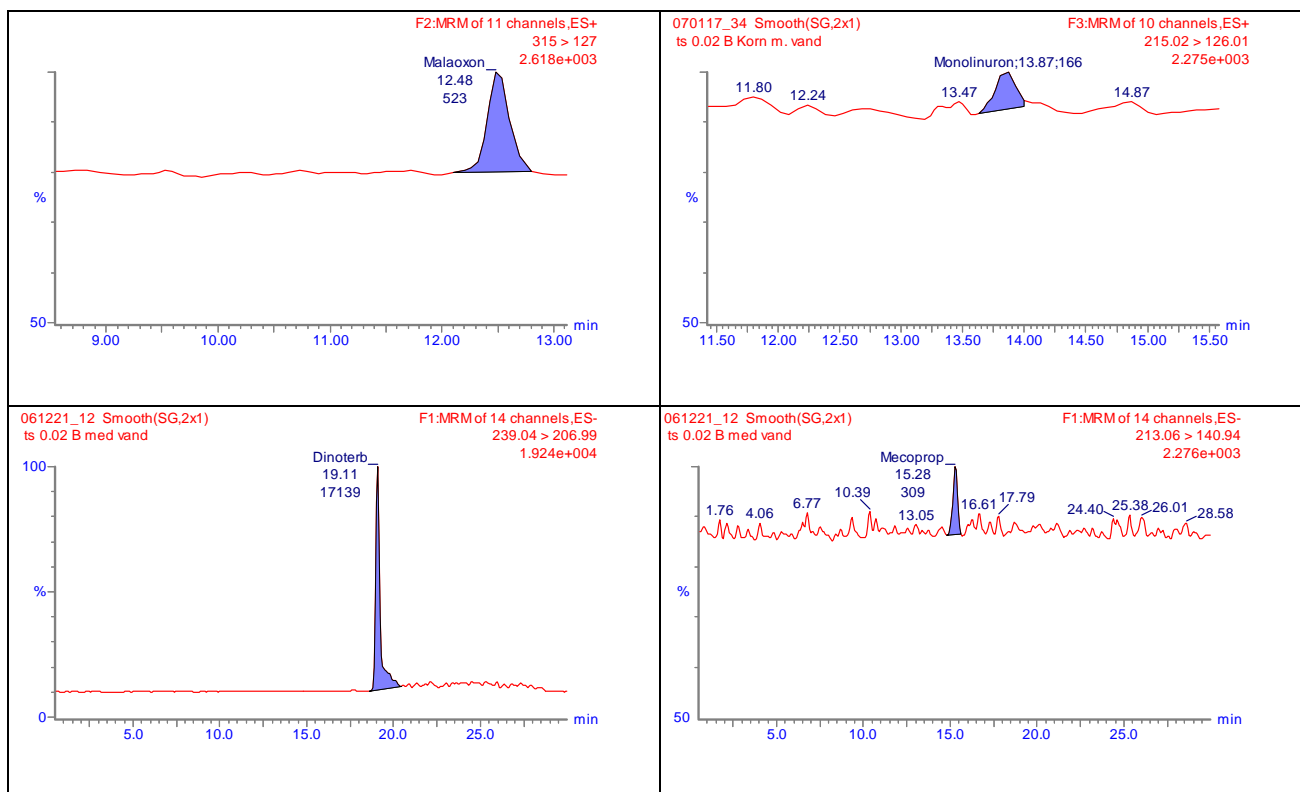 F2:MRM of 11 channels,ES+
315 > 127
2.618e+003
Malaoxon
12.48
523
%
50
min
9.00 10.00 11.00 12.00 13.00
070117_34 Smooth(SG,2x1)
F3:MRM of 10 channels,ES+
ts 0.02 B Korn m. vand
215.02 > 126.01
2.275e+003
Monolinuron;13.87;166
11.80
12.24
13.47
14.87
%
50
min
11.50 12.00 12.50 13.00 13.50 14.00 14.50 15.00 15.50
061221_12 Smooth(SG,2x1)
F1:MRM of 14 channels,ES-
ts 0.02 B med vand
239.04 > 206.99
1.924e+004
Dinoterb
19.11
17139
100
%
0
min
5.0 10.0 15.0 20.0 25.0
061221_12 Smooth(SG,2x1)
F1:MRM of 14 channels,ES-
ts 0.02 B med vand
213.06 > 140.94
2.276e+003
Mecoprop
15.28
309
1.76
4.06
6.77
10.39
13.05
16.61
17.79
24.40
25.38
26.01
28.58
%
50
min
5.0 10.0 15.0 20.0 25.0